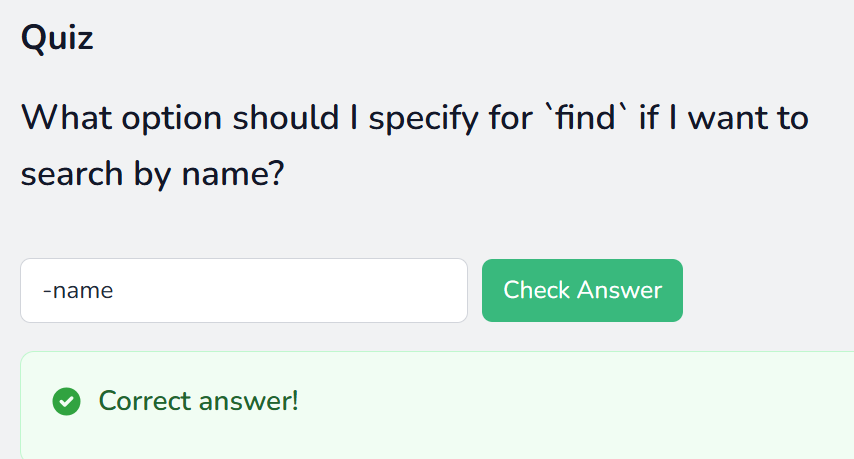 Quiz
What option should I specify for `find` if I want to
search by name?
-name
Check Answer
Correct answer!